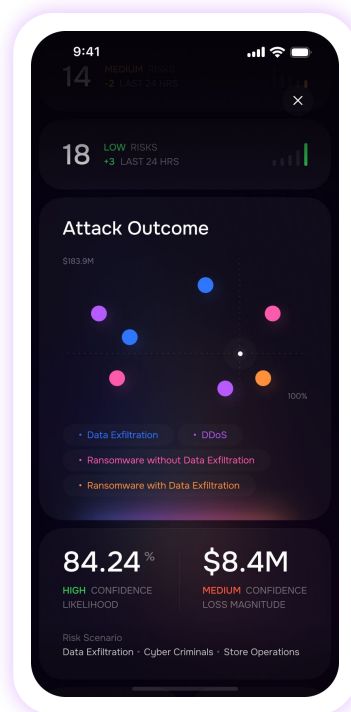 9:41
14
MEDIUM RISKS
-2 LAST 24 HRS
18
LOW RISKS
+3 LAST 24 HRS
Attack Outcome
$183.9M
100%
• Data Exfiltration
• DDoS
• Ransomware without Data Exfiltration
• Ransomware with Data Exfiltration
84.24 %
HIGH CONFIDENCE
LIKELIHOOD
$8.4M
MEDIUM CONFIDENCE
LOSS MAGNITUDE
Risk Scenario
Data Exfiltration • Cyber Criminals • Store Operations